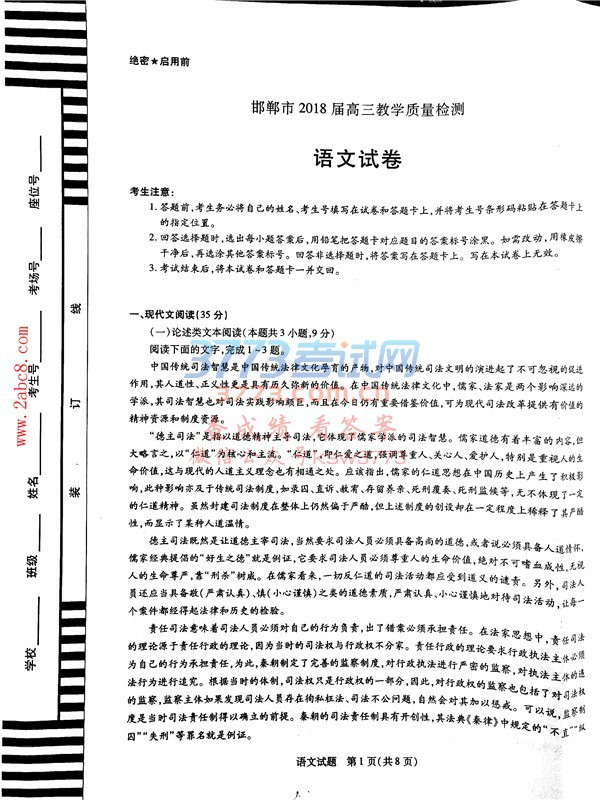 绝密★启用前
邯郸市2018届高三教学质量检测
语文试卷
考生注意:
1. 答题前,考生务必将自己的姓名、考生号填写在试卷和答题卡上,并将考生号条形码粘贴在答题卡上
的指定位置。
2. 回答选择题时,选出每小题答案后,用铅笔把答题卡对应题目的答案标号涂黑。如需改动,用橡皮擦
干净后,再选涂其他答案标号。回答非选择题时,将答案写在答题卡上。写在本试卷上无效。
3. 考试结束后,将本试卷和答题卡一并交回。
一、现代文阅读(35分)
(一)论述类文本阅读(本题共3小题,9分)
阅读下面的文字,完成1~3题。
中国传统司法智慧是中国传统法律文化孕育的产物,对中国传统司法文明的演进起了不可忽视的促进
作用,其人道性、正义性更是具有历久弥新的价值。在中国传统法律文化中,儒家、法家是两个影响深远的
学派,其司法智慧也对司法实践影响颇巨,而且在今日仍有重要借鉴价值,可为现代司法改革提供有价值的
精神资源和制度资源。
“德主司法”是指以道德精神主导司法,它体现了儒家学派的司法智慧。儒家道德有着丰富的内容,但
大略言之,以“仁道”为核心和主流。“仁道”,即仁爱之道,强调尊重人、关心人、爱护人,特别是重视人的生
命价值,这与现代的人道主义理念也有相通之处。应该指出,儒家的仁道思想在中国历史上产生了积极影
响,此种影响亦及于传统司法制度,如录囚、直诉、赦宥、存留养亲、死刑覆奏、死刑监候等,无不体现了一定
的仁道精神。虽然封建司法制度在整体上仍然偏于严酷,但上述制度的创设却在一定程度上稀释了其严酷
性,而显示了某种人道温情。
德主司法既然是让道德主宰司法,当然要求司法人员必须具备高尚的道德,或者说必须具备人道情怀。
儒家经典提倡的“好生之德”就是例证,它要求司法人员必须尊重人的生命价值,绝对不可嗜血成性,无视
人的生命尊严,靠“刑杀”树威。在儒家看来,一切反仁道的司法活动都应受到道义的谴责。另外,司法人
员还应当具备敬(严肃认真)、慎(小心谨慎)之类的道德素质,严肃认真、小心谨慎地对待司法活动,让每一
个案件都经得起法律和历史的检验。
责任司法意味着司法人员必须对自己的行为负责,出了错案必须承担责任。在法家思想中,责任司法
的理论源于责任行政的理论,因为当时的司法权与行政权不分家。责任行政的理论要求行政执法主体必须
为自己的行为承担责任,为此,秦朝制定了完善的监察制度,对行政执法进行严密的监察,对执法主体的违
法行为进行追究。根据当时的体制,司法权只是行政权的一部分,因此,对行政权的监察也包括了对司法权
的监察,监察主体如果发现司法人员存在徇私枉法、司法不公问题,自然会对其加以惩戒。可以说,监察制
度是当时司法责任制得以确立的前提。秦朝的司法责任制具有开创性,其法典《秦律》中规定的“不直”“纵
囚”“失刑”等罪名就是例证。
语文试题 第1页(共8页)
学校 班级 姓名 考生号 考场号 座位号
装 订 线
www.2abc8.com
3773考试网
www.3773.com.cn
查成绩 看答案
微信公众号ksw3773